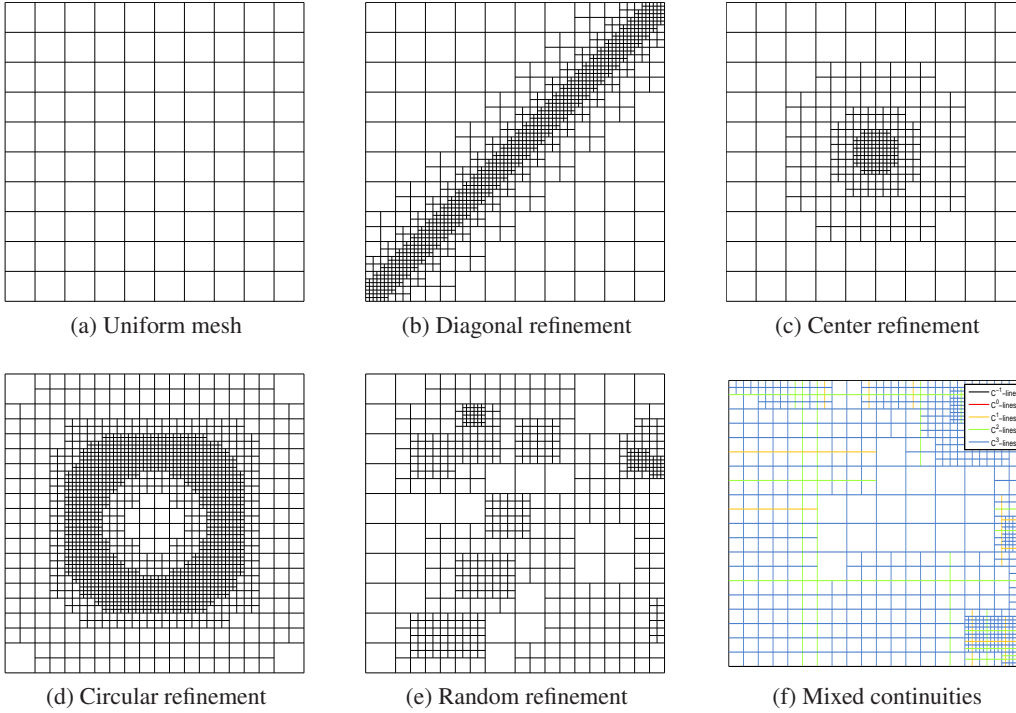 (a) Uniform mesh
(b) Diagonal refinement
(c) Center refinement
C⁻¹-lines
C⁰-lines
C¹-lines
C²-lines
C³-lines
(d) Circular refinement
(e) Random refinement
(f) Mixed continuities